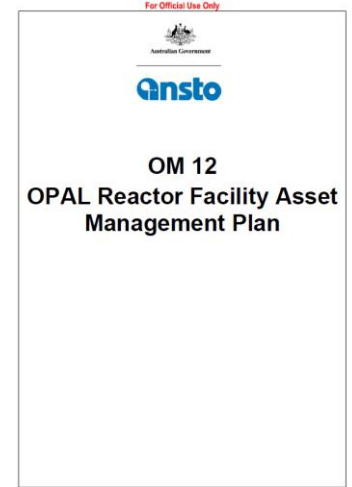 For Official Use Only
Australian Government
ansto
OM 12
OPAL Reactor Facility Asset
Management Plan